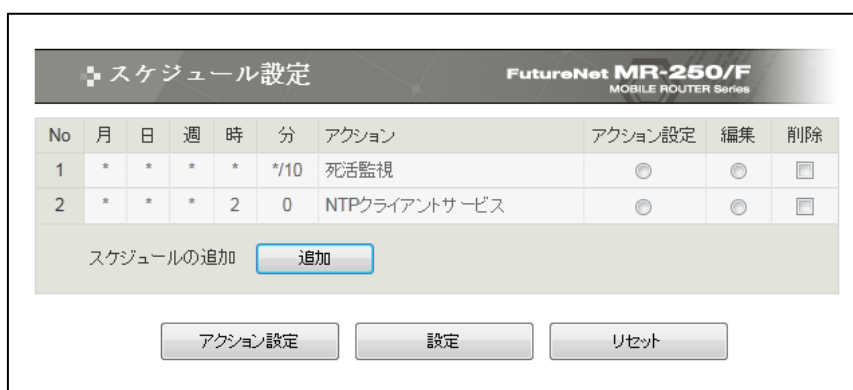 スケジュール設定 FutureNet MR-250/F
MOBILE ROUTER Series
No 月 日 週 時 分 アクション アクション設定 編集 削除
1 * * * * */10 死活監視
2 * * * 2 0 NTPクライアントサービス
スケジュールの追加 追加
アクション設定 設定 リセット